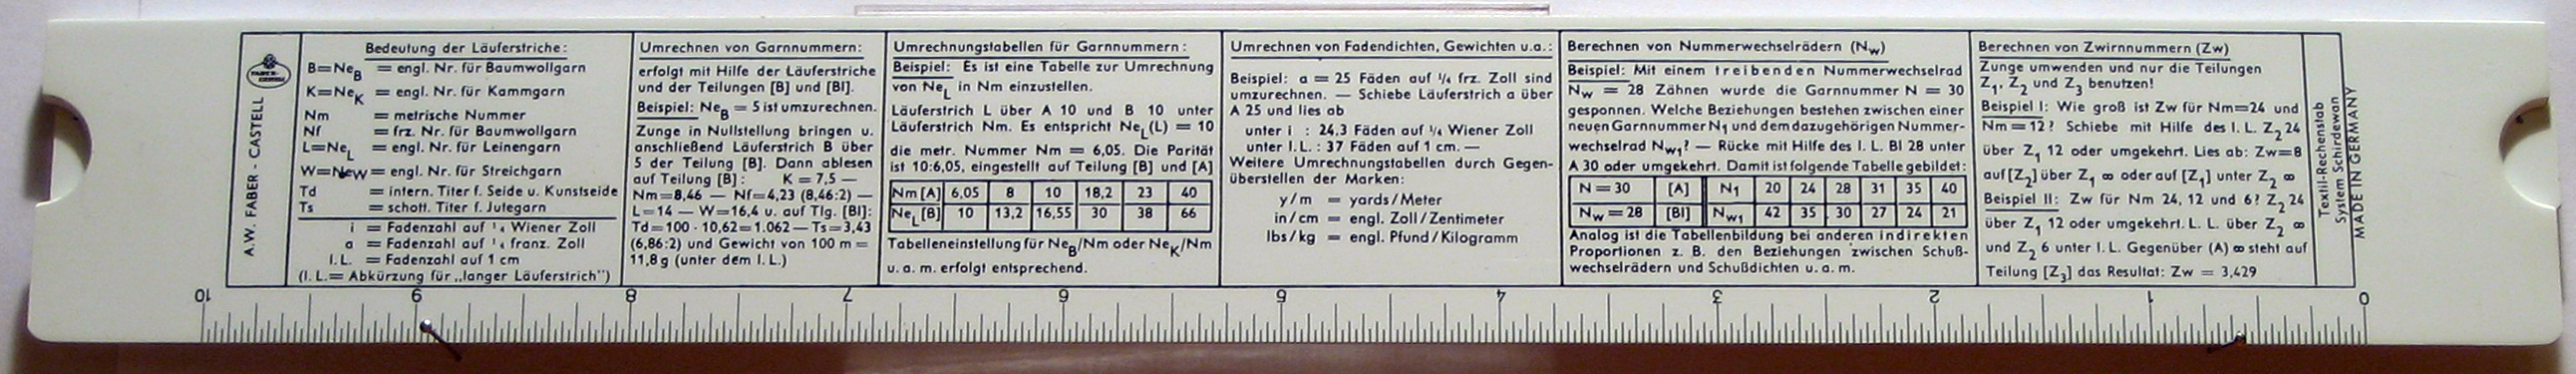 A.W. FABER - CASTELL
FABER-CASTELL
Bedeutung der Läuferstriche:
B=NeB = engl. Nr. für Baumwollgarn
K=NeK = engl. Nr. für Kammgarn
Nm = metrische Nummer
Nf = frz. Nr. für Baumwollgarn
L=NeL = engl. Nr. für Leinengarn
W=NeW = engl. Nr. für Streichgarn
Td = intern. Titer f. Seide u. Kunstseide
Ts = schott. Titer f. Jutegarn
i = Fadenzahl auf 1/4 Wiener Zoll
a = Fadenzahl auf 1/4 franz. Zoll
I.L. = Fadenzahl auf 1 cm
(I.L.= Abkürzung für „langer Läuferstrich")
Umrechnen von Garnnummern:
erfolgt mit Hilfe der Läuferstriche
und der Teilungen [B] und [BI].
Beispiel: NeB = 5 ist umzurechnen.
Zunge in Nullstellung bringen u.
anschließend Läuferstrich B über
5 der Teilung [B]. Dann ablesen
auf Teilung [B]: K = 7,5 —
Nm=8,46 — Nf=4,23 (8,46:2) —
L=14 — W=16,4 u. auf Tlg. [BI]:
Td=100 · 10,62=1.062 — Ts=3,43
(6,86:2) und Gewicht von 100 m =
11,8 g (unter dem I.L.)
Umrechnungstabellen für Garnnummern:
Beispiel: Es ist eine Tabelle zur Umrechnung
von NeL in Nm einzustellen.
Läuferstrich L über A 10 und B 10 unter
Läuferstrich Nm. Es entspricht NeL(L) = 10
die metr. Nummer Nm = 6,05. Die Parität
ist 10:6,05, eingestellt auf Teilung [B] und [A]
Nm [A] 6,05 8 10 18,2 23 40
NeL[B] 10 13,2 16,55 30 38 66
Tabelleneinstellung für NeB/Nm oder NeK/Nm
u. a. m. erfolgt entsprechend.
Umrechnen von Fadendichten, Gewichten u.a.:
Beispiel: a = 25 Fäden auf 1/4 frz. Zoll sind
umzurechnen. — Schiebe Läuferstrich a über
A 25 und lies ab
unter i : 24,3 Fäden auf 1/4 Wiener Zoll
unter I.L. : 37 Fäden auf 1 cm. —
Weitere Umrechnungstabellen durch Gegen-
überstellen der Marken:
y/m = yards/Meter
in/cm = engl. Zoll/Zentimeter
lbs/kg = engl. Pfund/Kilogramm
Berechnen von Nummerwechselrädern (Nw)
Beispiel: Mit einem treibenden Nummerwechselrad
Nw = 28 Zähnen wurde die Garnnummer N = 30
gesponnen. Welche Beziehungen bestehen zwischen einer
neuen Garnnummer N1 und dem dazugehörigen Nummer-
wechselrad Nw1? — Rücke mit Hilfe des I. L. BI 28 unter
A 30 oder umgekehrt. Damit ist folgende Tabelle gebildet:
N = 30 [A] N1 20 24 28 31 35 40
Nw = 28 [BI] Nw1 42 35 30 27 24 21
Analog ist die Tabellenbildung bei anderen indirekten
Proportionen z. B. den Beziehungen zwischen Schuß-
wechselrädern und Schußdichten u. a. m.
Berechnen von Zwirnnummern (Zw)
Zunge umwenden und nur die Teilungen
Z1, Z2 und Z3 benutzen!
Beispiel I: Wie groß ist Zw für Nm=24 und
Nm = 12? Schiebe mit Hilfe des I. L. Z2 24
über Z1 12 oder umgekehrt. Lies ab: Zw=8
auf [Z2] über Z1 ∞ oder auf [Z1] unter Z2 ∞
Beispiel II: Zw für Nm 24, 12 und 6? Z2 24
über Z1 12 oder umgekehrt. L. L. über Z2 ∞
und Z2 6 unter I. L. Gegenüber (A) ∞ steht auf
Teilung [Z3] das Resultat: Zw = 3,429
Textil-Rechenstab
System Schirdewan
MADE IN GERMANY
10 9 8 7 6 5 4 3 2 1 0